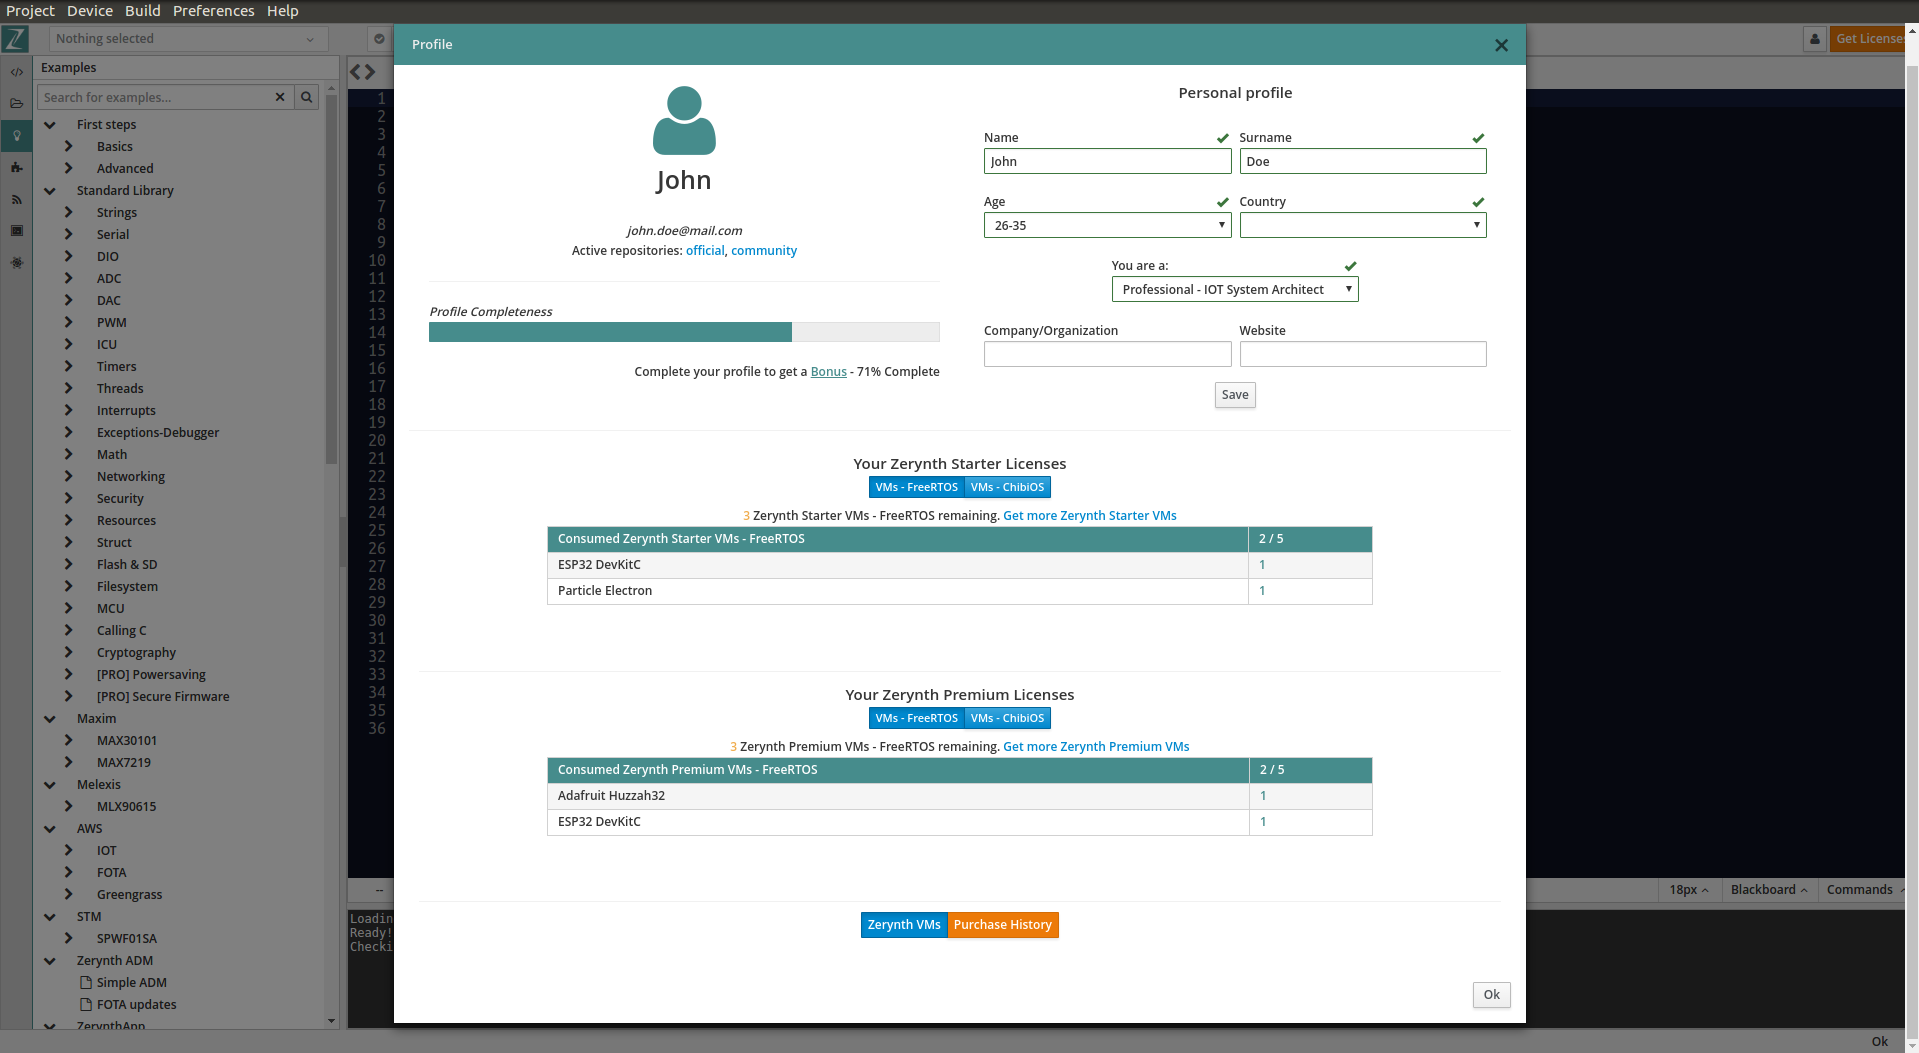 Project Device Build Preferences Help
Nothing selected
Get License
Examples
Search for examples...
First steps
Basics
Advanced
Standard Library
Strings
Serial
DIO
ADC
DAC
PWM
ICU
Timers
Threads
Interrupts
Exceptions-Debugger
Math
Networking
Security
Resources
Struct
Flash & SD
Filesystem
MCU
Calling C
Cryptography
[PRO] Powersaving
[PRO] Secure Firmware
Maxim
MAX30101
MAX7219
Melexis
MLX90615
AWS
IOT
FOTA
Greengrass
STM
SPWF01SA
Zerynth ADM
Simple ADM
FOTA updates
ZerynthApp
1
2
3
4
5
6
7
8
9
10
11
12
13
14
15
16
17
18
19
20
21
22
23
24
25
26
27
28
29
30
31
32
33
34
35
36
--
18px
Blackboard
Commands
Loadin
Ready!
Checki
Ok
Profile
John
john.doe@mail.com
Active repositories: official, community
Profile Completeness
Complete your profile to get a Bonus - 71% Complete
Personal profile
Name Surname
John Doe
Age Country
26-35
You are a:
Professional - IOT System Architect
Company/Organization Website
Save
Your Zerynth Starter Licenses
VMs - FreeRTOS VMs - ChibiOS
3 Zerynth Starter VMs - FreeRTOS remaining. Get more Zerynth Starter VMs
Consumed Zerynth Starter VMs - FreeRTOS 2 / 5
ESP32 DevKitC 1
Particle Electron 1
Your Zerynth Premium Licenses
VMs - FreeRTOS VMs - ChibiOS
3 Zerynth Premium VMs - FreeRTOS remaining. Get more Zerynth Premium VMs
Consumed Zerynth Premium VMs - FreeRTOS 2 / 5
Adafruit Huzzah32 1
ESP32 DevKitC 1
Zerynth VMs Purchase History
Ok